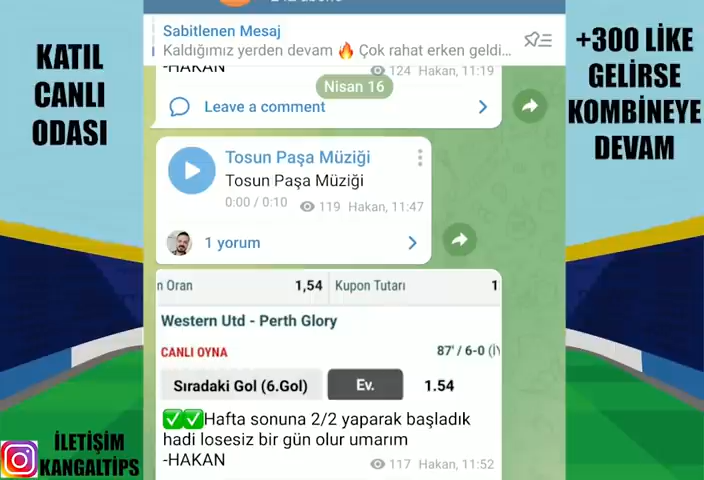 KATIL
CANLI
ODASI
Sabitlenen Mesaj
Kaldığımız yerden devam 🔥 Çok rahat erken geldi...
-HAKAN
124 Hakan, 11:19
Nisan 16
Leave a comment
Tosun Paşa Müziği
Tosun Paşa Müziği
0:00 / 0:10
119 Hakan, 11:47
1 yorum
n Oran 1,54 Kupon Tutarı 1
Western Utd - Perth Glory
CANLI OYNA 87' / 6-0 (İY
Sıradaki Gol (6.Gol) Ev. 1.54
✅✅Hafta sonuna 2/2 yaparak başladık
hadi losesiz bir gün olur umarım
-HAKAN
117 Hakan, 11:52
+300 LİKE
GELİRSE
KOMBİNEYE
DEVAM
İLETİŞİM
KANGALTIPS